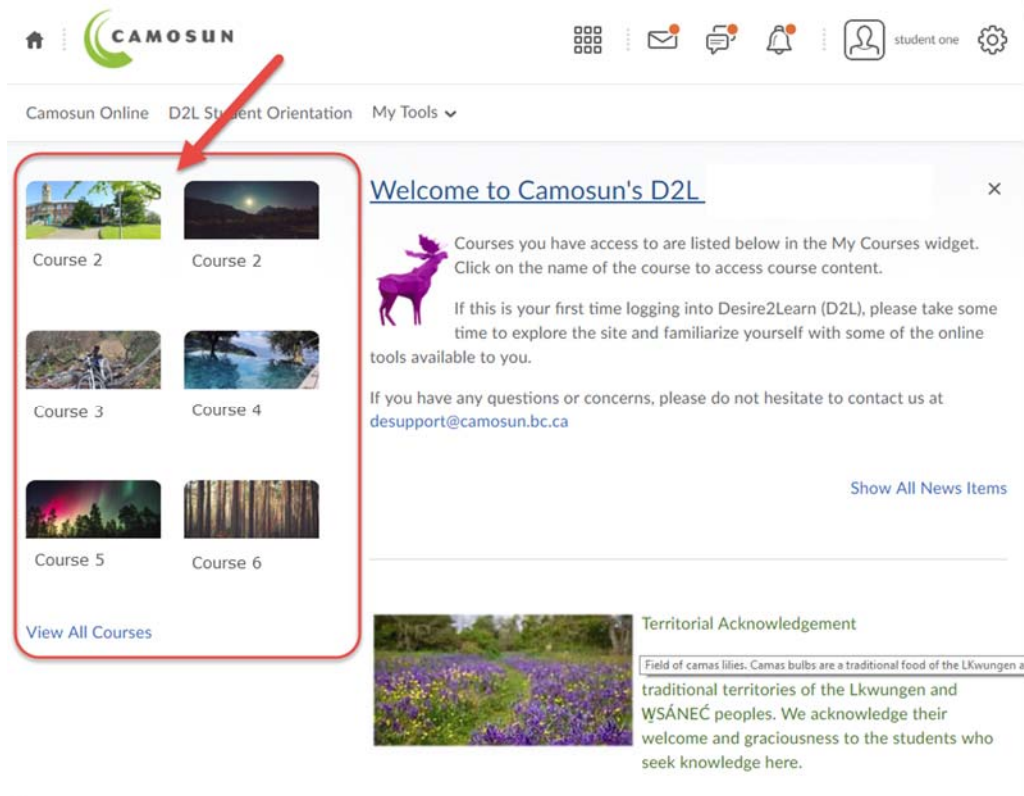 CAMOSUN
student one
Camosun Online D2L Student Orientation My Tools
Course 2 Course 2
Course 3 Course 4
Course 5 Course 6
View All Courses
Welcome to Camosun's D2L
Courses you have access to are listed below in the My Courses widget.
Click on the name of the course to access course content.
If this is your first time logging into Desire2Learn (D2L), please take some
time to explore the site and familiarize yourself with some of the online
tools available to you.
If you have any questions or concerns, please do not hesitate to contact us at
desupport@camosun.bc.ca
Show All News Items
Territorial Acknowledgement
Field of camas lilies. Camas bulbs are a traditional food of the LKwungen a
traditional territories of the Lkwungen and
W̱SÁNEĆ peoples. We acknowledge their
welcome and graciousness to the students who
seek knowledge here.